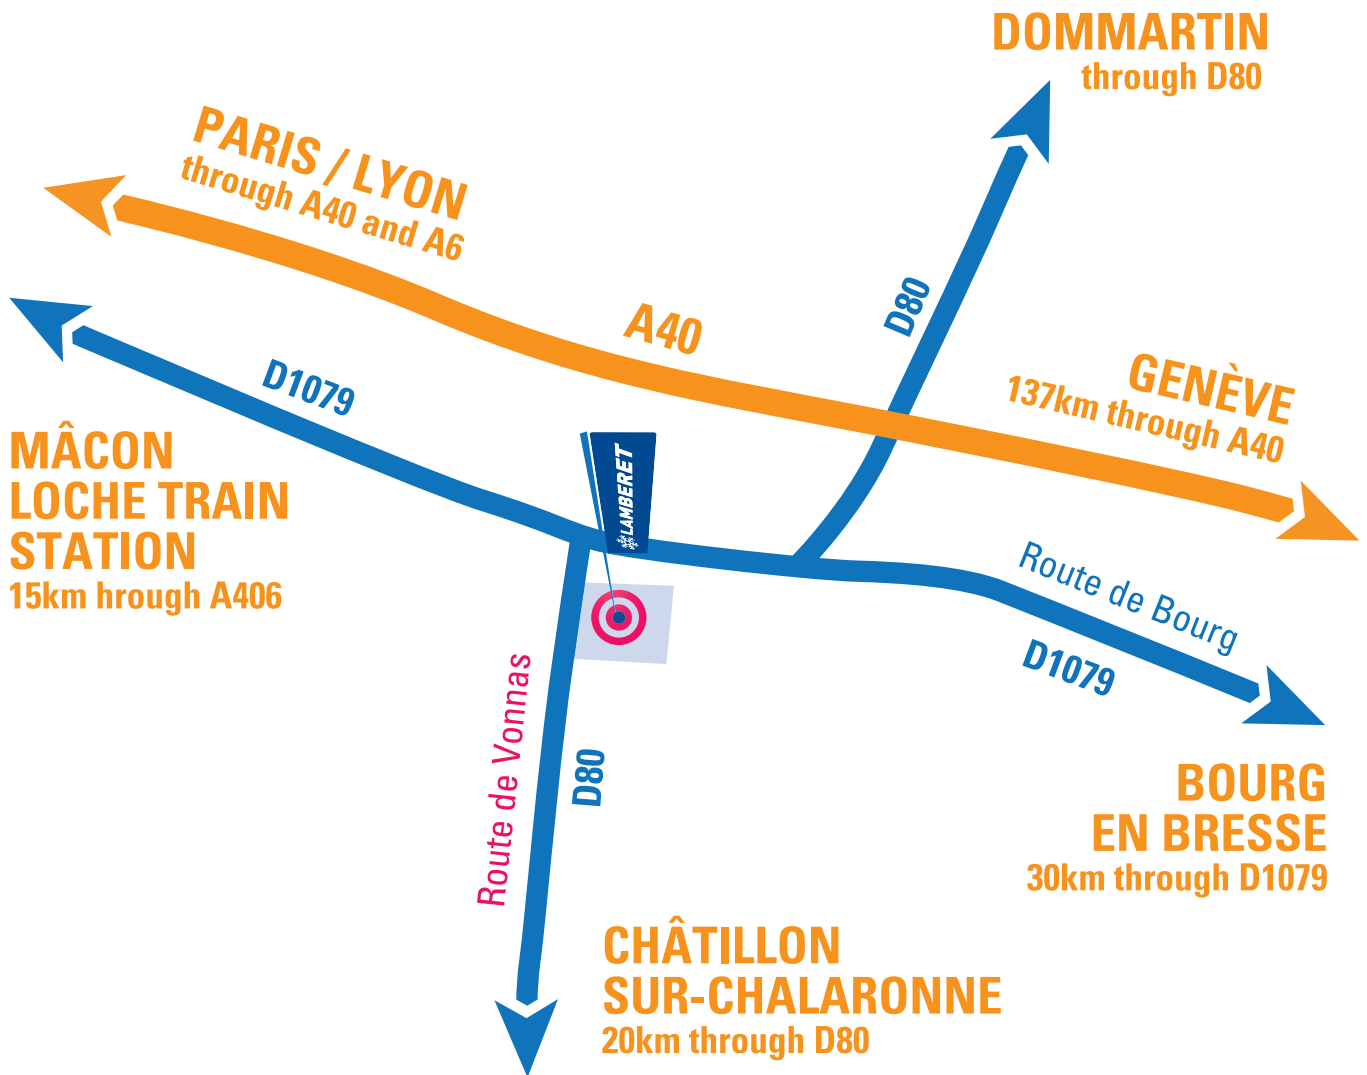 DOMMARTIN
through D80
PARIS / LYON
through A40 and A6
A40
D80
GENÈVE
137km through A40
D1079
MÂCON
LOCHE TRAIN
STATION
15km hrough A406
LAMBERET
Route de Bourg
D1079
Route de Vonnas
D80
BOURG
EN BRESSE
30km through D1079
CHÂTILLON
SUR-CHALARONNE
20km through D80